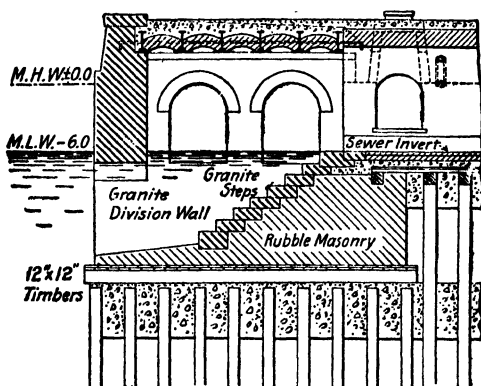 M.H.W.±0.0
M.L.W.-6.0
Sewer Invert
Granite
Steps
Granite
Division Wall
Rubble Masonry
12"x12"
Timbers